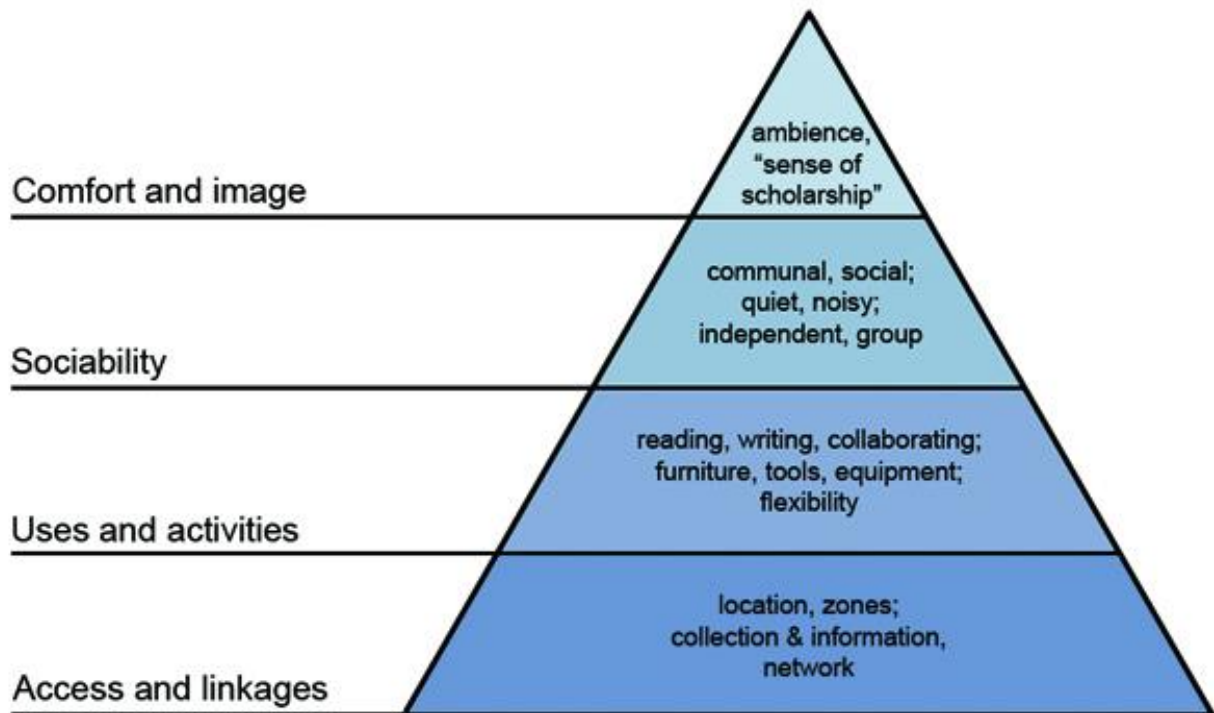 ambience,
“sense of
scholarship”
Comfort and image
communal, social;
quiet, noisy;
independent, group
Sociability
reading, writing, collaborating;
furniture, tools, equipment;
flexibility
Uses and activities
location, zones;
collection & information,
network
Access and linkages